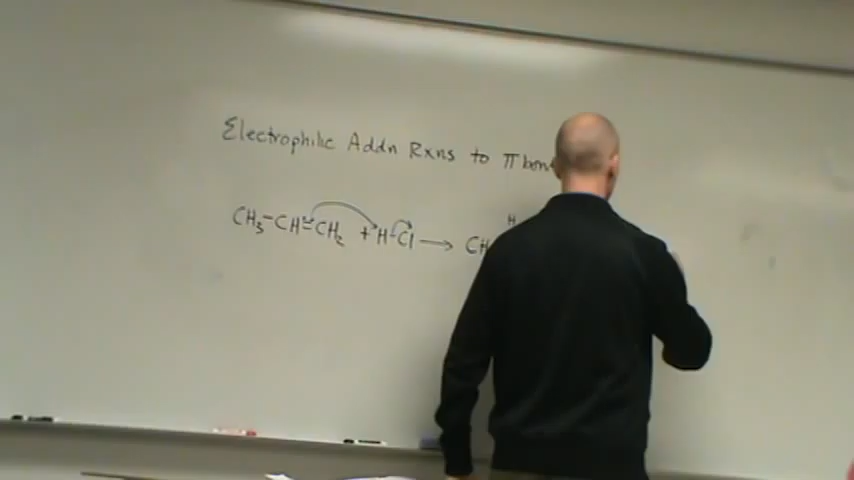 Electrophilic Addn Rxns to π bon
H
CH₃-CH=CH₂ + H-Cl → CH